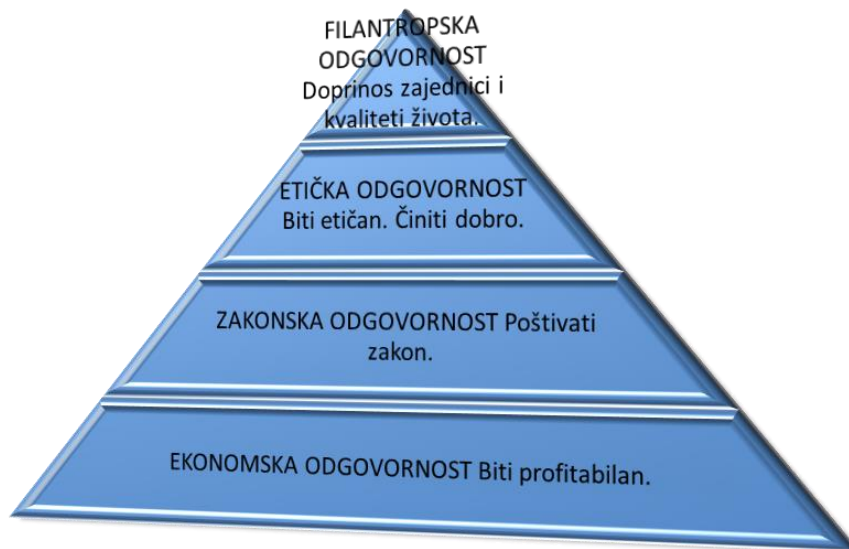 FILANTROPSKA
ODGOVORNOST
Doprinos zajednici i
kvaliteti života.
ETIČKA ODGOVORNOST
Biti etičan. Činiti dobro.
ZAKONSKA ODGOVORNOST Poštivati
zakon.
EKONOMSKA ODGOVORNOST Biti profitabilan.